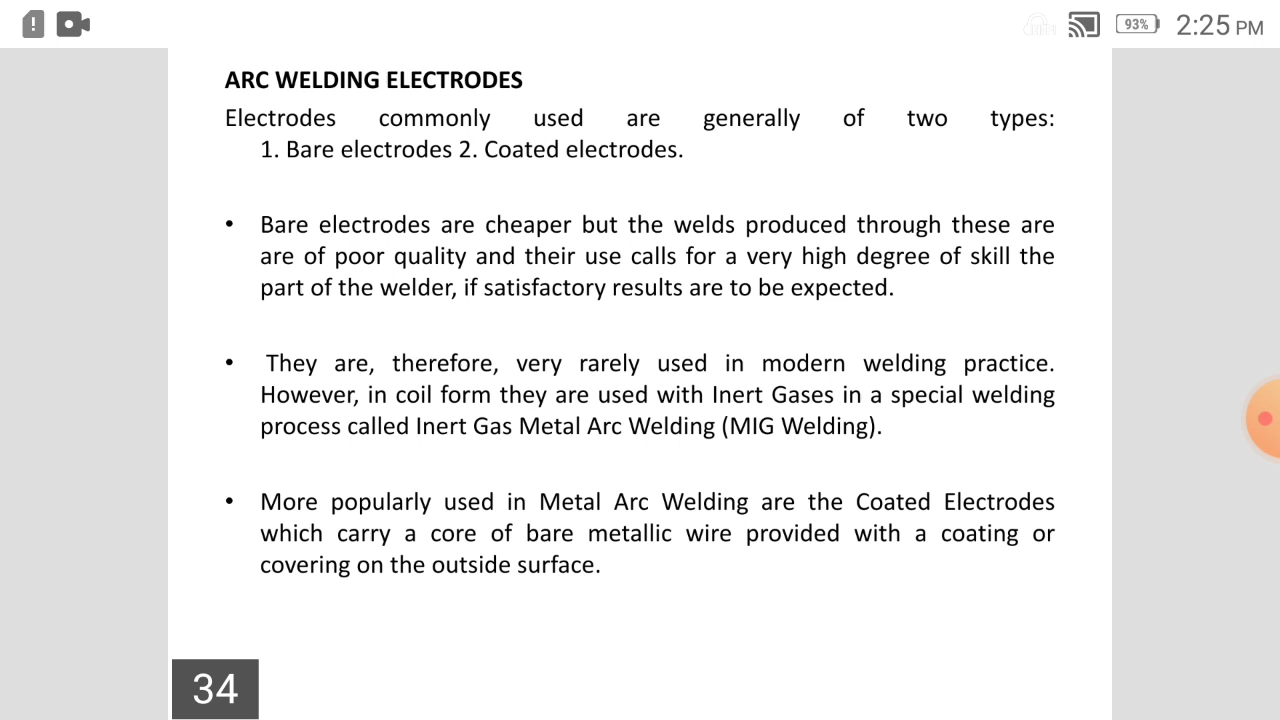 93%
2:25 PM
ARC WELDING ELECTRODES
Electrodes commonly used are generally of two types:
1. Bare electrodes 2. Coated electrodes.
• Bare electrodes are cheaper but the welds produced through these are
are of poor quality and their use calls for a very high degree of skill the
part of the welder, if satisfactory results are to be expected.
• They are, therefore, very rarely used in modern welding practice.
However, in coil form they are used with Inert Gases in a special welding
process called Inert Gas Metal Arc Welding (MIG Welding).
• More popularly used in Metal Arc Welding are the Coated Electrodes
which carry a core of bare metallic wire provided with a coating or
covering on the outside surface.
34